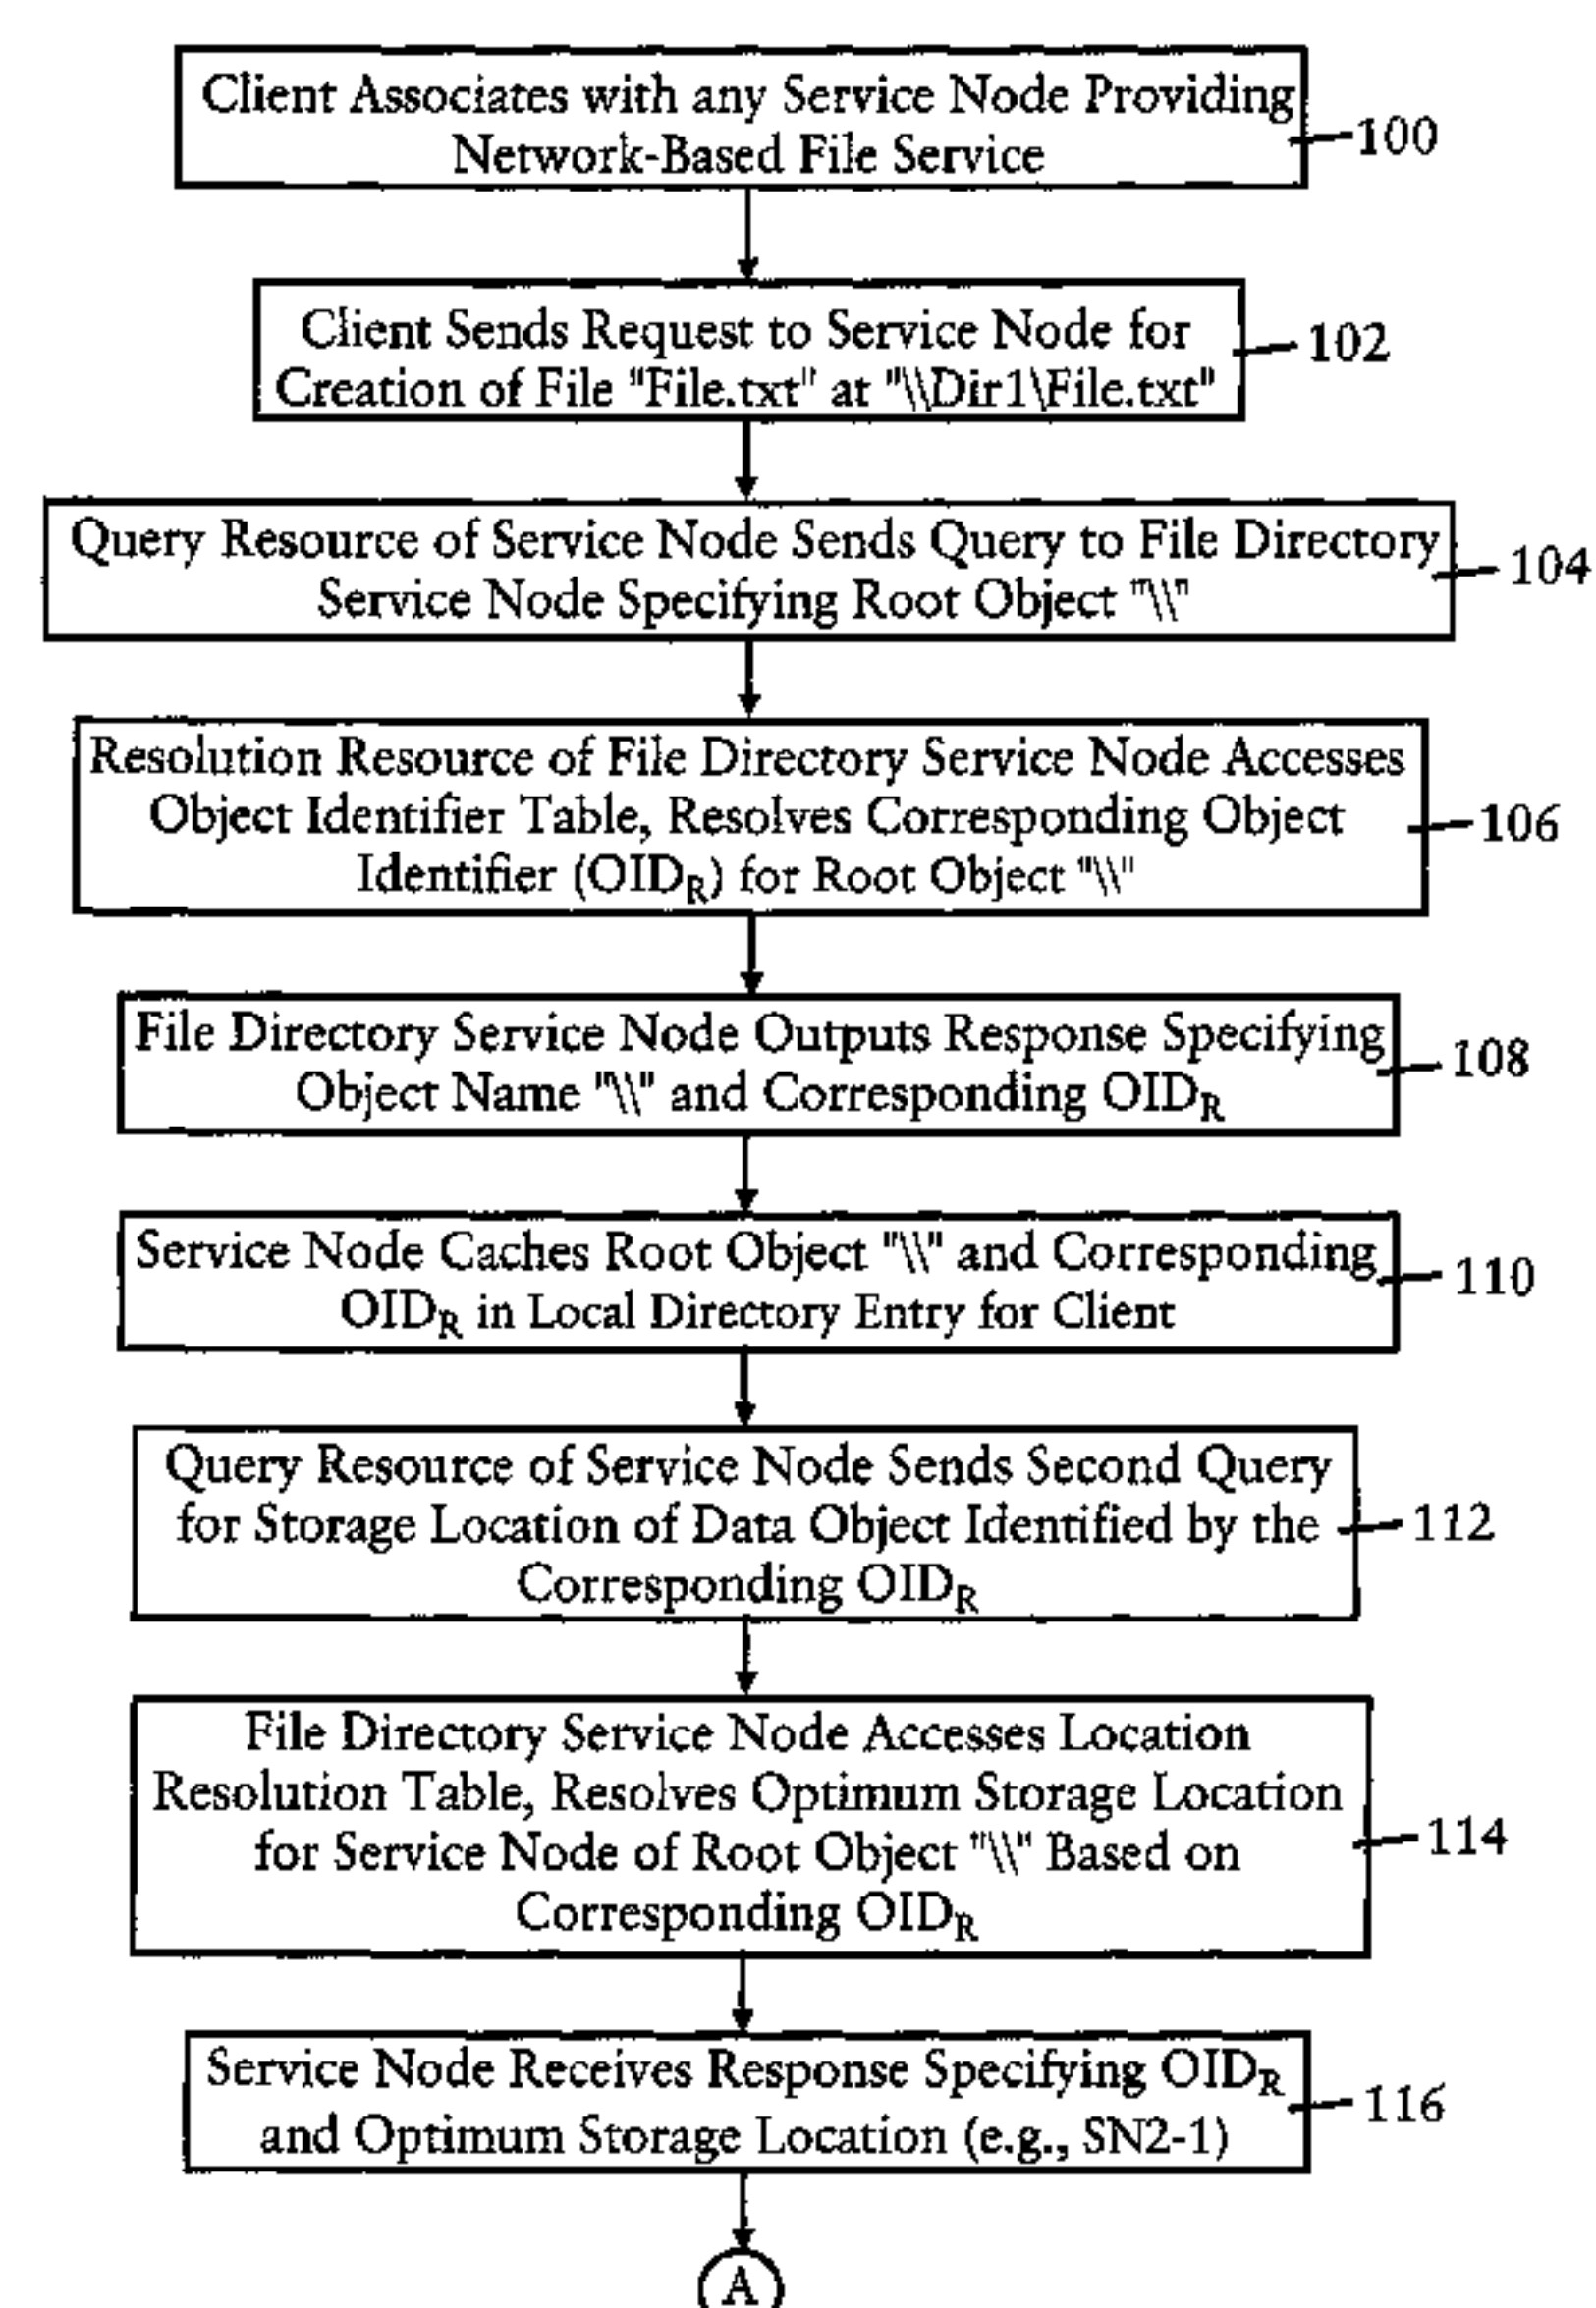 Client Associates with any Service Node Providing
Network-Based File Service
100
Client Sends Request to Service Node for
Creation of File "File.txt" at "\\Dir1\File.txt"
102
Query Resource of Service Node Sends Query to File Directory
Service Node Specifying Root Object "\\"
104
Resolution Resource of File Directory Service Node Accesses
Object Identifier Table, Resolves Corresponding Object
Identifier (OIDR) for Root Object "\\"
106
File Directory Service Node Outputs Response Specifying
Object Name "\\" and Corresponding OIDR
108
Service Node Caches Root Object "\\" and Corresponding
OIDR in Local Directory Entry for Client
110
Query Resource of Service Node Sends Second Query
for Storage Location of Data Object Identified by the
Corresponding OIDR
112
File Directory Service Node Accesses Location
Resolution Table, Resolves Optimum Storage Location
for Service Node of Root Object "\\" Based on
Corresponding OIDR
114
Service Node Receives Response Specifying OIDR
and Optimum Storage Location (e.g., SN2-1)
116
A